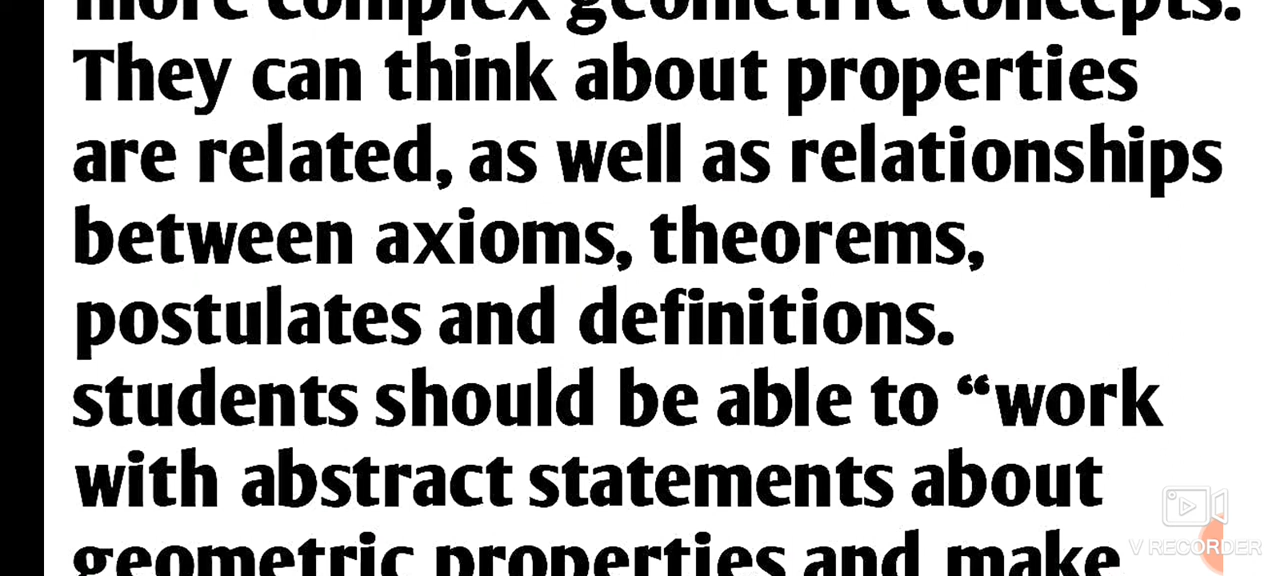 more complex geometric concepts.
They can think about properties
are related, as well as relationships
between axioms, theorems,
postulates and definitions.
students should be able to “work
with abstract statements about
geometric properties and make
V RECORDER